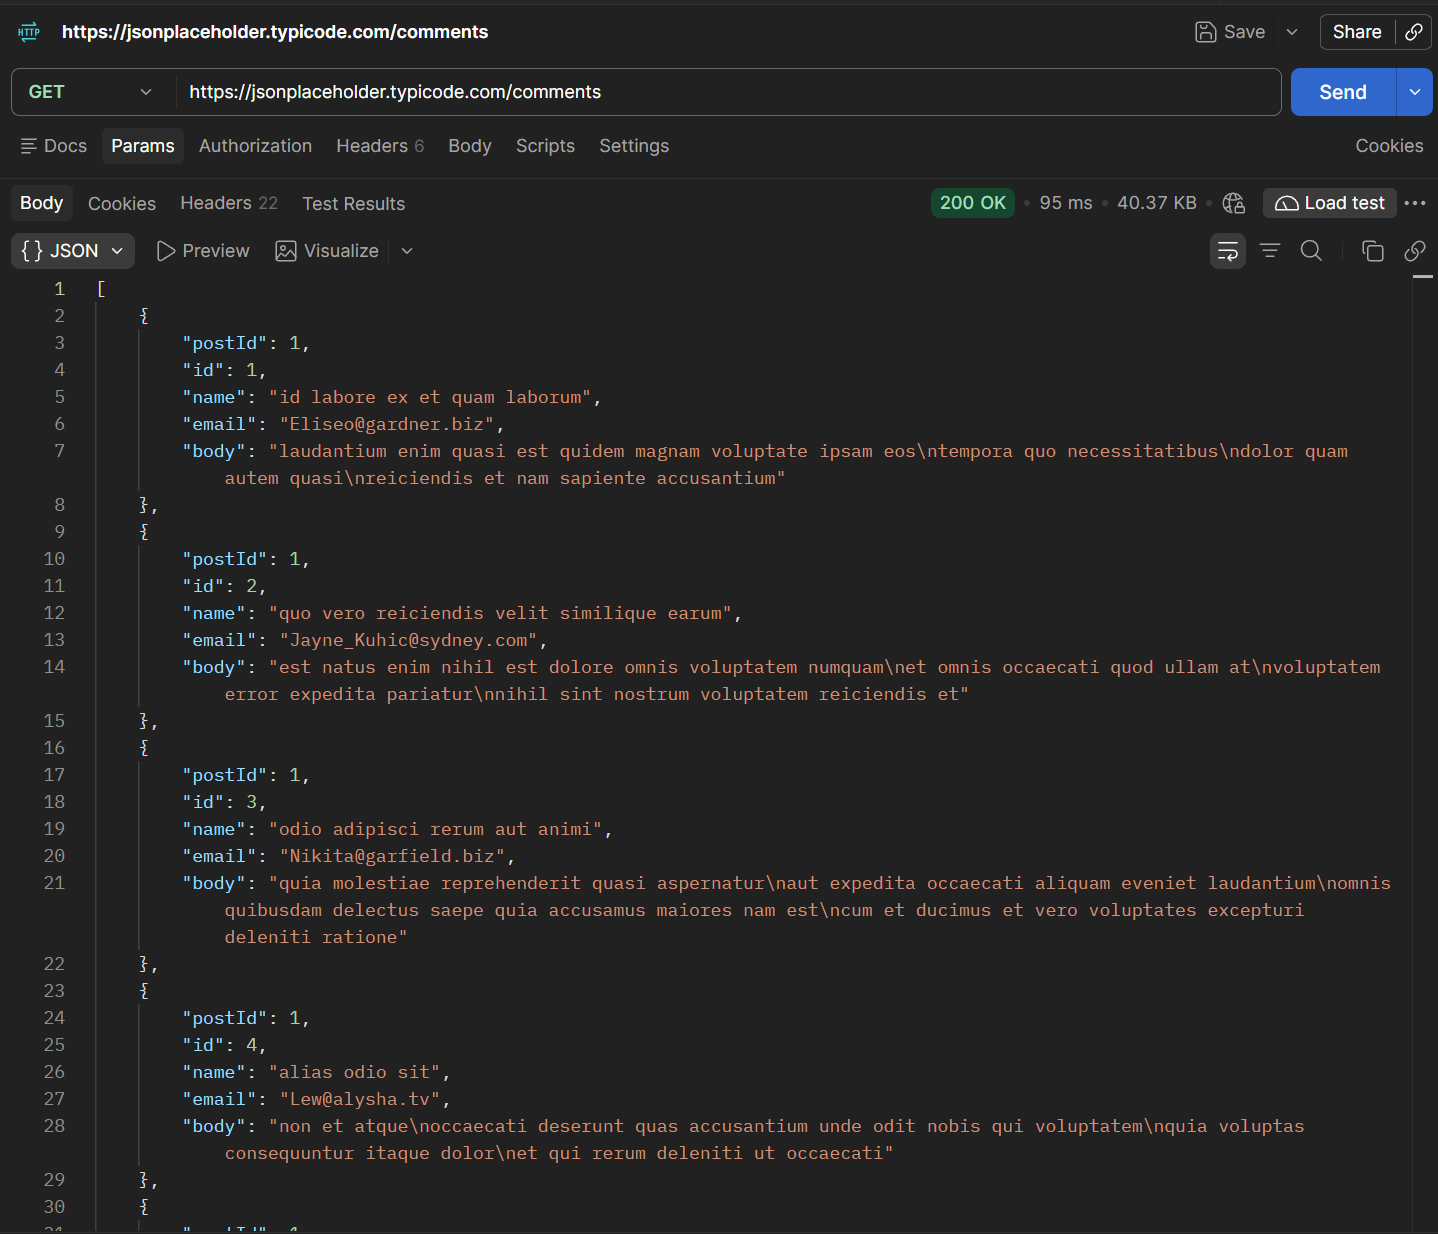 HTTP https://jsonplaceholder.typicode.com/comments Save Share
GET https://jsonplaceholder.typicode.com/comments Send
Docs Params Authorization Headers 6 Body Scripts Settings Cookies
Body Cookies Headers 22 Test Results 200 OK • 95 ms • 40.37 KB • Load test •••
{} JSON Preview Visualize
1 [
2 {
3 "postId": 1,
4 "id": 1,
5 "name": "id labore ex et quam laborum",
6 "email": "Eliseo@gardner.biz",
7 "body": "laudantium enim quasi est quidem magnam voluptate ipsam eos\ntempora quo necessitatibus\ndolor quam
autem quasi\nreiciendis et nam sapiente accusantium"
8 },
9 {
10 "postId": 1,
11 "id": 2,
12 "name": "quo vero reiciendis velit similique earum",
13 "email": "Jayne_Kuhic@sydney.com",
14 "body": "est natus enim nihil est dolore omnis voluptatem numquam\net omnis occaecati quod ullam at\nvoluptatem
error expedita pariatur\nnihil sint nostrum voluptatem reiciendis et"
15 },
16 {
17 "postId": 1,
18 "id": 3,
19 "name": "odio adipisci rerum aut animi",
20 "email": "Nikita@garfield.biz",
21 "body": "quia molestiae reprehenderit quasi aspernatur\naut expedita occaecati aliquam eveniet laudantium\nomnis
quibusdam delectus saepe quia accusamus maiores nam est\ncum et ducimus et vero voluptates excepturi
deleniti ratione"
22 },
23 {
24 "postId": 1,
25 "id": 4,
26 "name": "alias odio sit",
27 "email": "Lew@alysha.tv",
28 "body": "non et atque\noccaecati deserunt quas accusantium unde odit nobis qui voluptatem\nquia voluptas
consequuntur itaque dolor\net qui rerum deleniti ut occaecati"
29 },
30 {